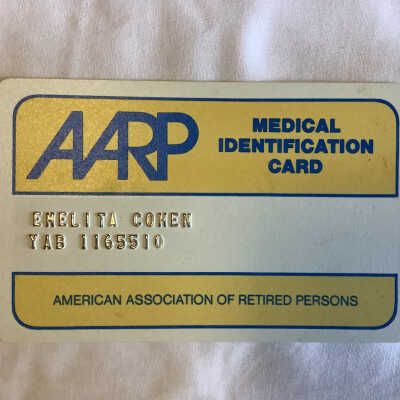 AARP
MEDICAL
IDENTIFICATION
CARD
EMELITA COHEN
YAB 1165510
AMERICAN ASSOCIATION OF RETIRED PERSONS